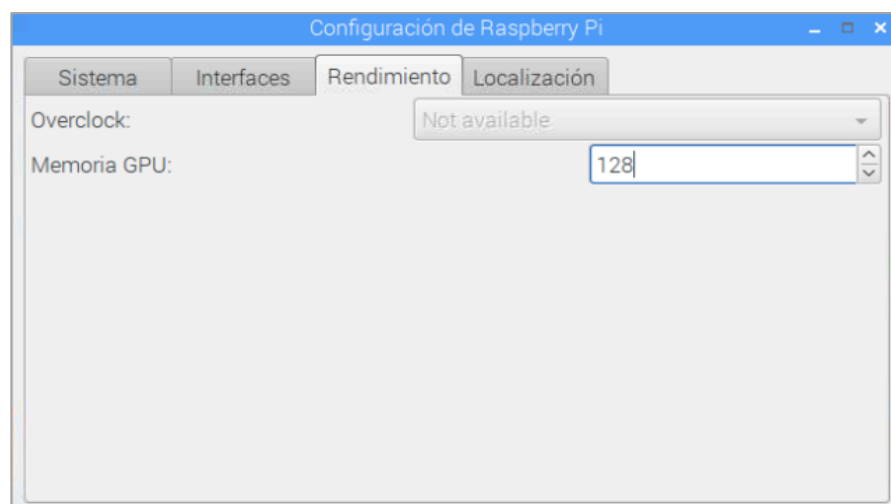 Configuración de Raspberry Pi
Sistema Interfaces Rendimiento Localización
Overclock: Not available
Memoria GPU: 128